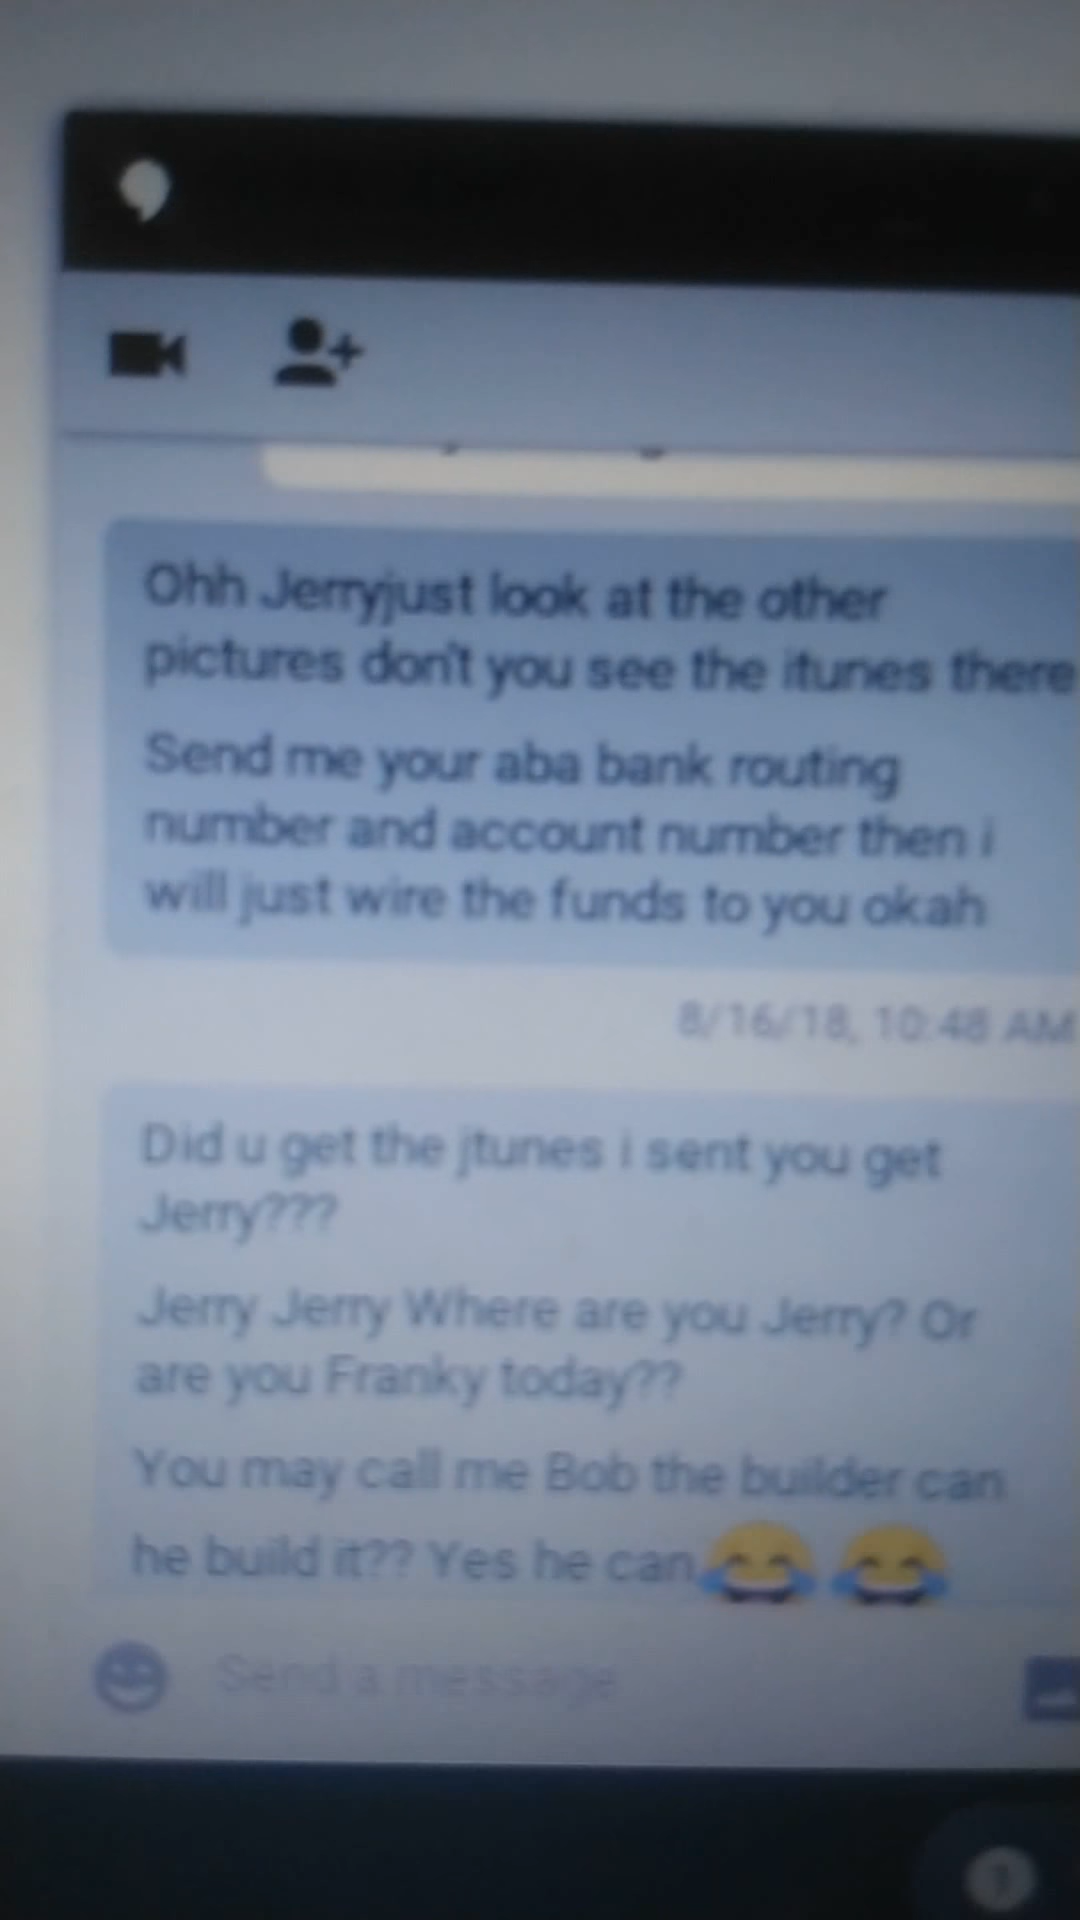 Ohh Jerryjust look at the other
pictures don't you see the itunes there
Send me your aba bank routing
number and account number then i
will just wire the funds to you okah
8/16/18, 10:48 AM
Did u get the jtunes i sent you get
Jerry???
Jerry Jerry Where are you Jerry? Or
are you Franky today??
You may call me Bob the builder can
he build it?? Yes he can😂😂
Send a message